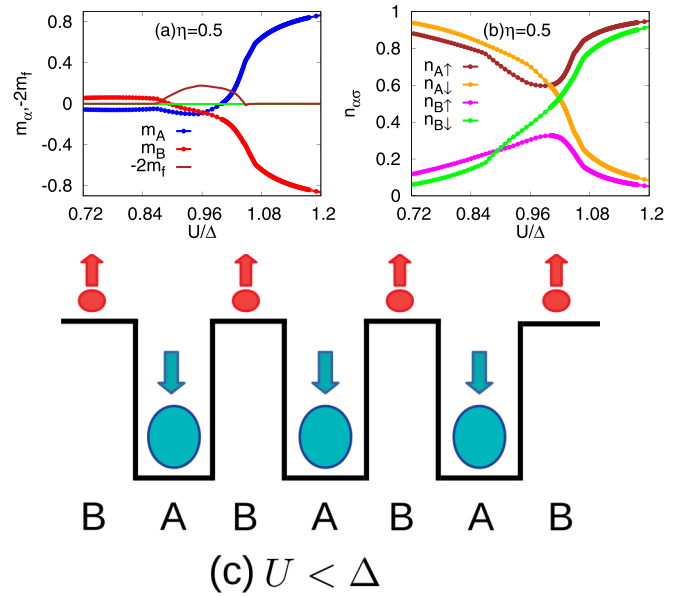 (a)η=0.5
m_α,-2m_f
0.8
0.4
0
-0.4
-0.8
m_A
m_B
-2m_f
0.72 0.84 0.96 1.08 1.2
U/Δ
(b)η=0.5
n_ασ
1
0.8
0.6
0.4
0.2
0
n_A↑
n_A↓
n_B↑
n_B↓
0.72 0.84 0.96 1.08 1.2
U/Δ
B A B A B A B
(c) U < Δ